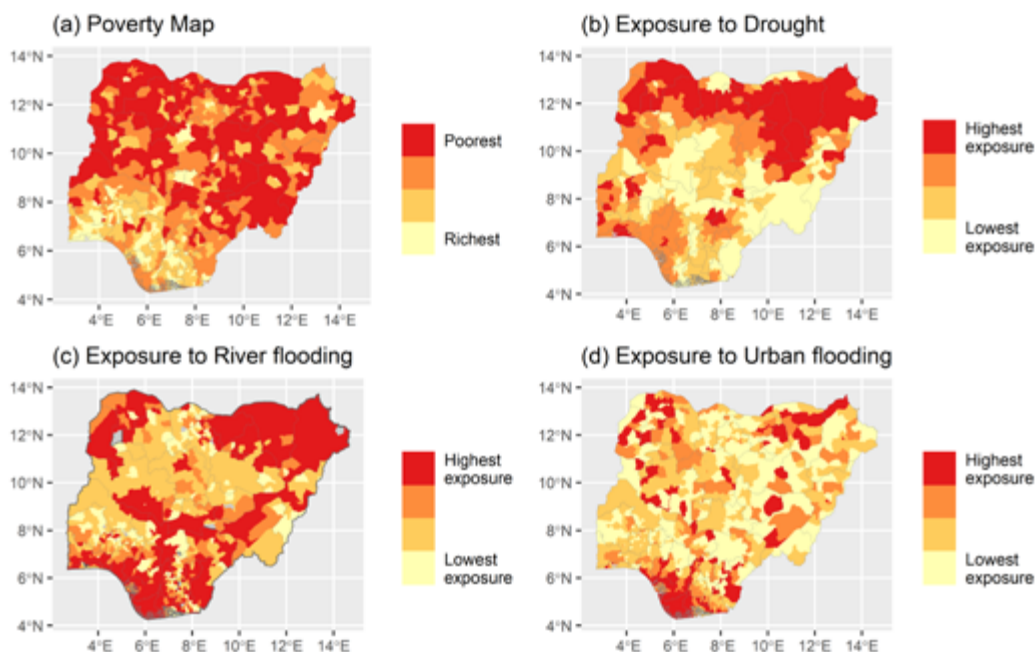 (a) Poverty Map
14°N
12°N
10°N
8°N
6°N
4°N
4°E 6°E 8°E 10°E 12°E 14°E
Poorest
Richest
(b) Exposure to Drought
14°N
12°N
10°N
8°N
6°N
4°N
4°E 6°E 8°E 10°E 12°E 14°E
Highest
exposure
Lowest
exposure
(c) Exposure to River flooding
14°N
12°N
10°N
8°N
6°N
4°N
4°E 6°E 8°E 10°E 12°E 14°E
Highest
exposure
Lowest
exposure
(d) Exposure to Urban flooding
14°N
12°N
10°N
8°N
6°N
4°N
4°E 6°E 8°E 10°E 12°E 14°E
Highest
exposure
Lowest
exposure